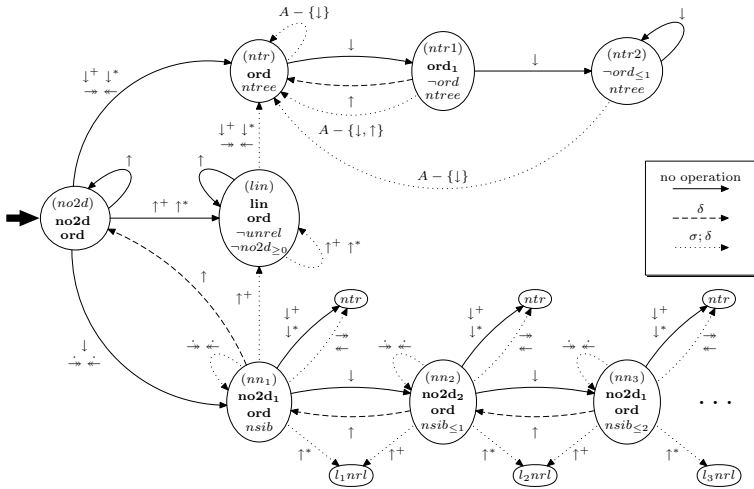 A−{↓}
↓
(ntr)
ord
ntree
↓
(ntr1)
ord₁
¬ord
ntree
↓
(ntr2)
¬ord≤1
ntree
↓⁺ ↓*
↠ ↞
↑
A−{↓,↑}
↓⁺ ↓*
↠ ↞
A−{↓}
↑
↑
(no2d)
no2d
ord
↑⁺ ↑*
(lin)
lin
ord
¬unrel
¬no2d≥0
↑⁺ ↑*
no operation
δ
σ; δ
↑
↑⁺
↓
↠̇ ↞̇
ntr
ntr
ntr
↓⁺
↓*
↠
↞
↓⁺
↓*
↠
↞
↓⁺
↓*
↠
↞
↠̇ ↞̇
↠̇ ↞̇
↠̇ ↞̇
(nn₁)
no2d₁
ord
nsib
↓
↑
(nn₂)
no2d₂
ord
nsib≤1
↓
↑
(nn₃)
no2d₁
ord
nsib≤2
· · ·
↑*
↑⁺
↑*
↑⁺
↑*
l₁nrl
l₂nrl
l₃nrl